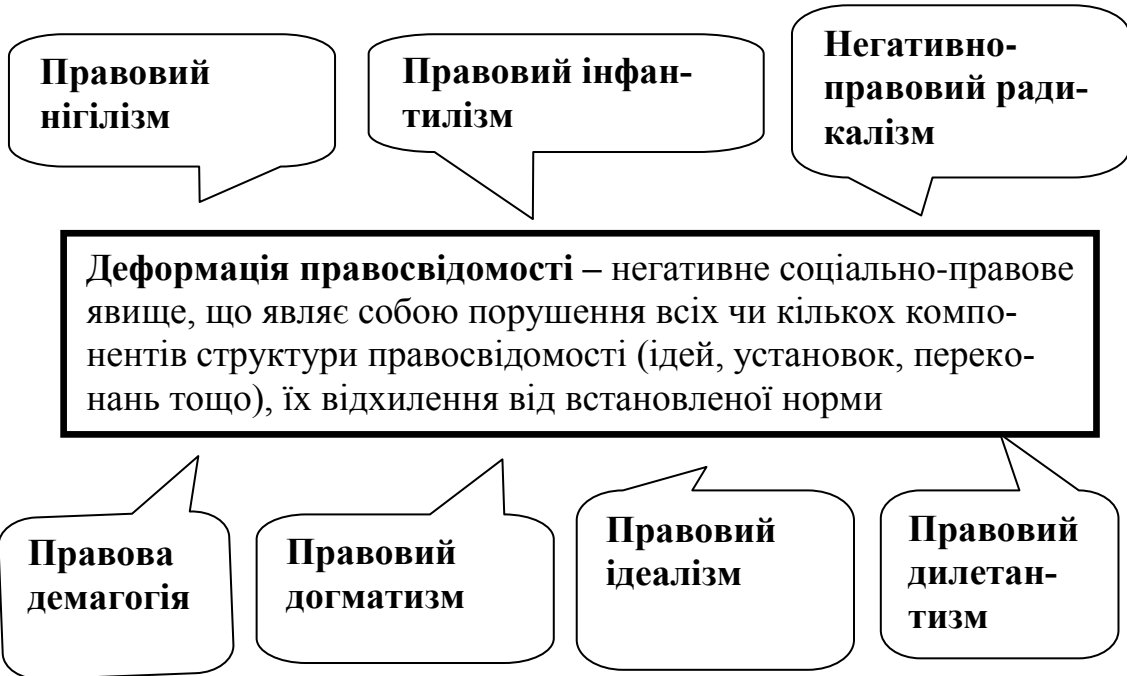 Правовий
нігілізм
Правовий інфан-
тилізм
Негативно-
правовий ради-
калізм
Деформація правосвідомості – негативне соціально-правове
явище, що являє собою порушення всіх чи кількох компо-
нентів структури правосвідомості (ідей, установок, переко-
нань тощо), їх відхилення від встановленої норми
Правова
демагогія
Правовий
догматизм
Правовий
ідеалізм
Правовий
дилетан-
тизм